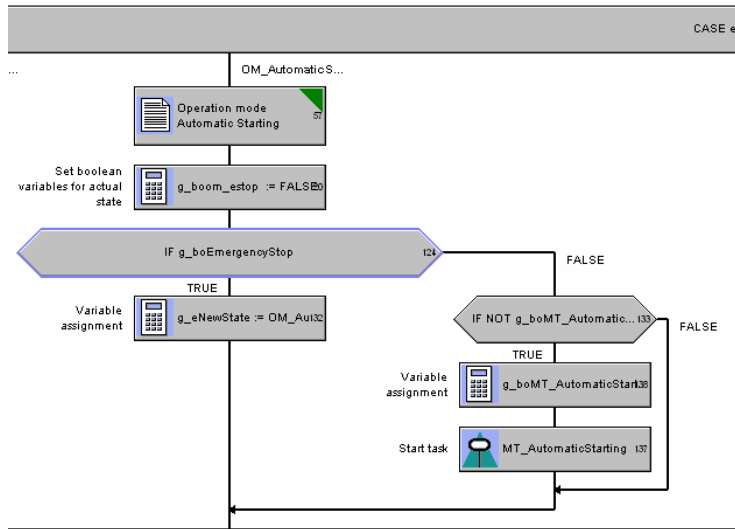 CASE e
...
OM_AutomaticS...
Operation mode
Automatic Starting
57
Set boolean
variables for actual
state
g_boom_estop := FALSE
IF g_boEmergencyStop
124
FALSE
TRUE
Variable
assignment
g_eNewState := OM_Au
132
IF NOT g_boMT_Automatic...
133
FALSE
TRUE
Variable
assignment
g_boMT_AutomaticStart
136
Start task
MT_AutomaticStarting
137